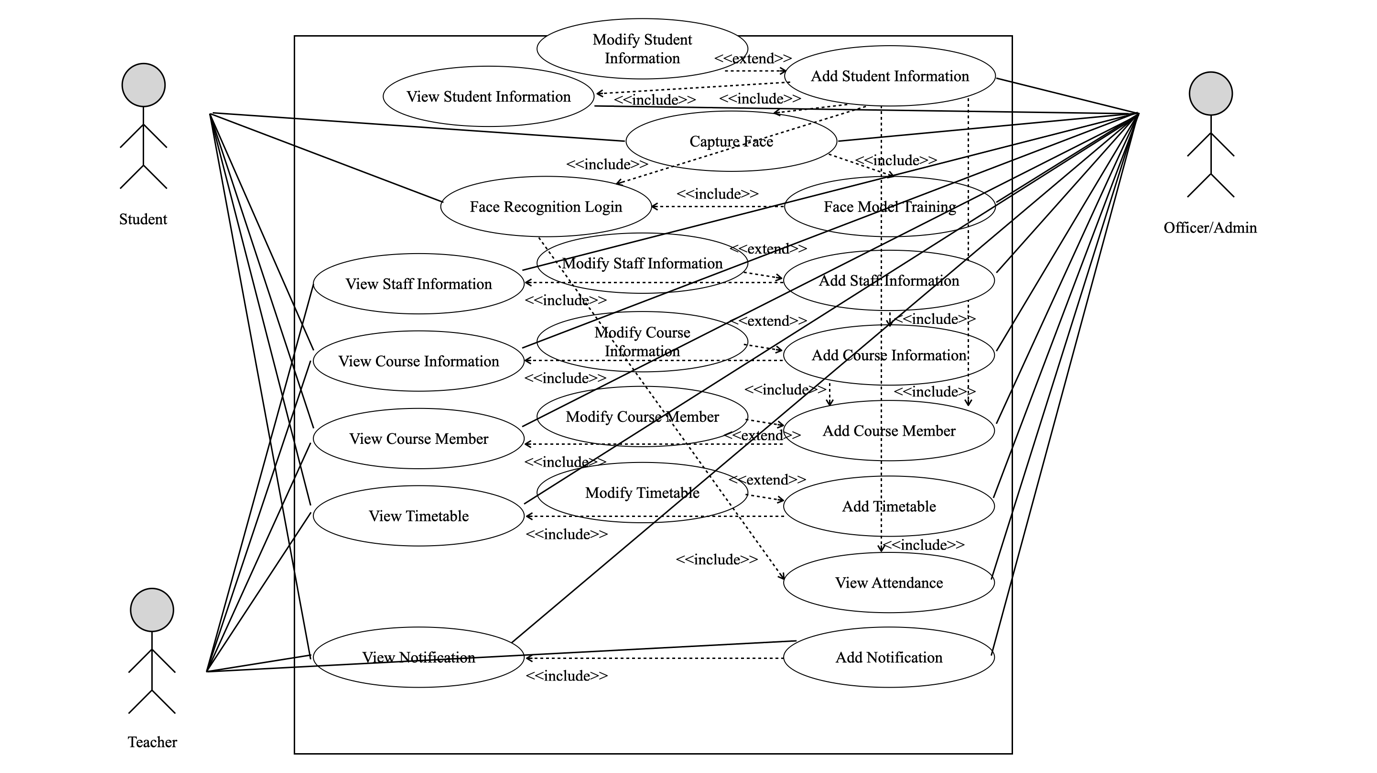 Modify Student
Information
<<extend>>
Add Student Information
View Student Information
<<include>>
<<include>>
Capture Face
<<include>>
<<include>>
Student
Officer/Admin
Face Recognition Login
<<include>>
Face Model Training
<<extend>>
Modify Staff Information
View Staff Information
Add Staff Information
<<include>>
<<include>>
<<extend>>
Modify Course
Information
View Course Information
Add Course Information
<<include>>
<<include>>
<<include>>
Modify Course Member
View Course Member
<<extend>>
Add Course Member
<<include>>
<<extend>>
Modify Timetable
View Timetable
Add Timetable
<<include>>
<<include>>
<<include>>
View Attendance
View Notification
Add Notification
<<include>>
Teacher